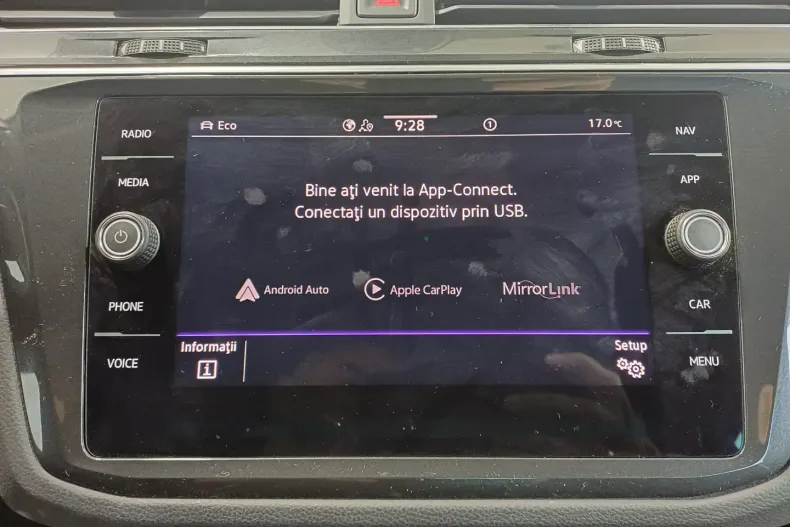 RADIO
MEDIA
PHONE
VOICE
Eco
9:28
1
17.0°C
Bine aţi venit la App-Connect.
Conectaţi un dispozitiv prin USB.
Android Auto
Apple CarPlay
MirrorLink
Informaţii
i
Setup
NAV
APP
CAR
MENU